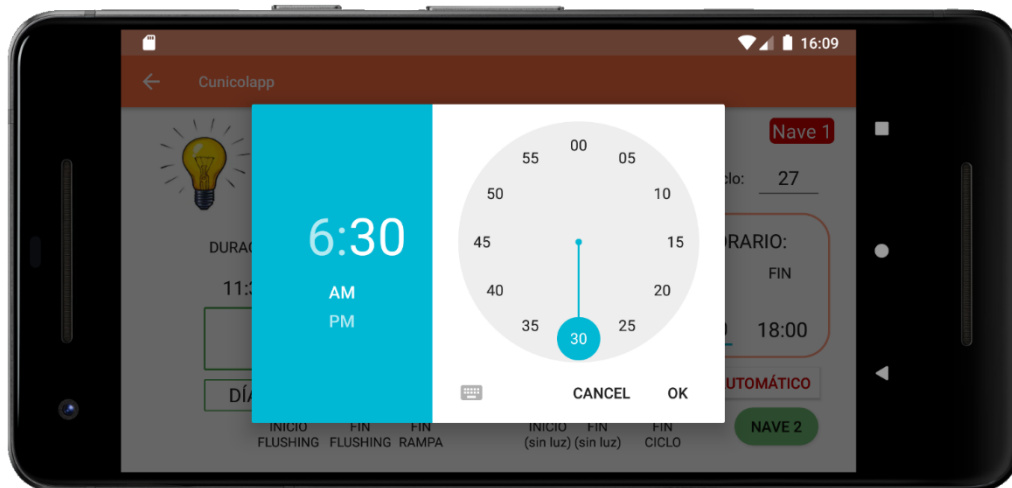 16:09
Cunicolapp
Nave 1
clo: 27
DURA
11:
RARIO:
FIN
18:00
UTOMÁTICO
NAVE 2
DÍA
INICIO FLUSHING
FIN FLUSHING
FIN RAMPA
INICIO (sin luz)
FIN (sin luz)
FIN CICLO
6:30
AM
PM
00
05
10
15
20
25
30
35
40
45
50
55
CANCEL
OK